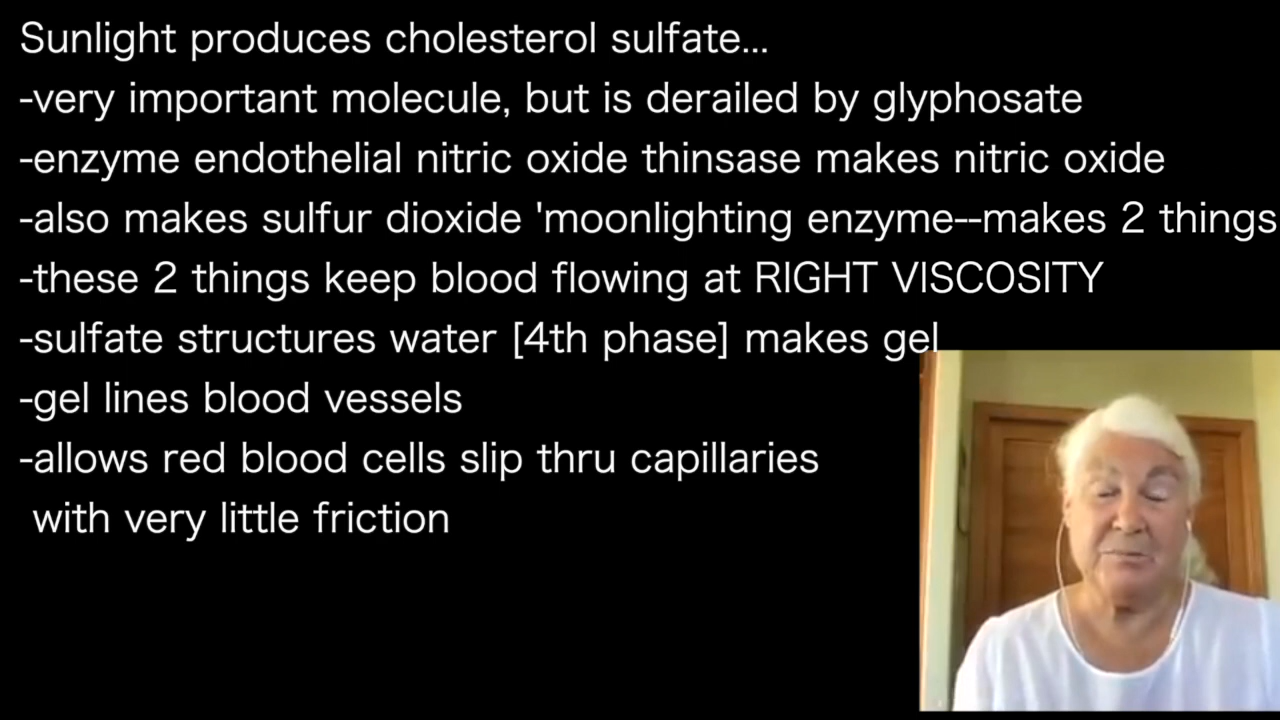 Sunlight produces cholesterol sulfate...
-very important molecule, but is derailed by glyphosate
-enzyme endothelial nitric oxide thinsase makes nitric oxide
-also makes sulfur dioxide 'moonlighting enzyme--makes 2 things
-these 2 things keep blood flowing at RIGHT VISCOSITY
-sulfate structures water [4th phase] makes gel
-gel lines blood vessels
-allows red blood cells slip thru capillaries
with very little friction